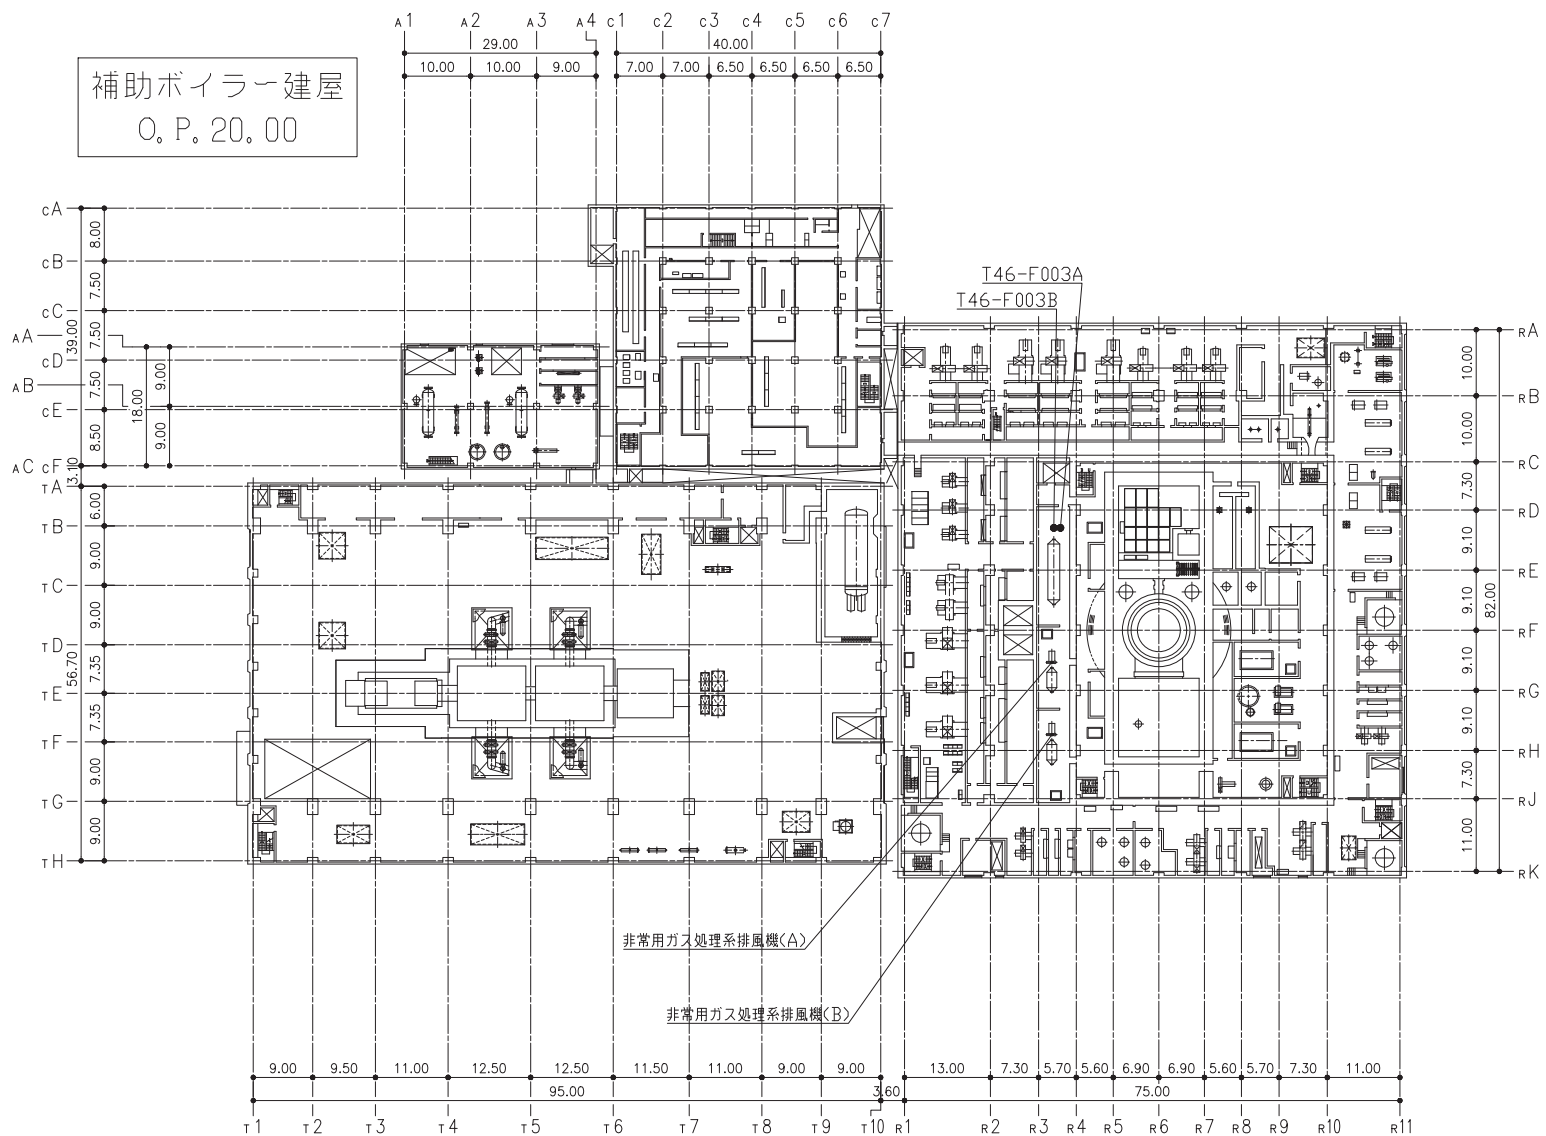 A1 A2 A3 A4 C1 C2 C3 C4 C5 C6 C7
29.00 40.00
10.00 10.00 9.00 7.00 7.00 6.50 6.50 6.50 6.50
補助ボイラー建屋
O.P.20.00
CA
8.00
CB
7.50
CC
AA
39.00
7.50
CD
AB
7.50
CE
8.50
AC CF
3.10
18.00
9.00
9.00
TA
6.00
TB
9.00
TC
9.00
TD
56.70
7.35
TE
7.35
TF
9.00
TG
9.00
TH
T46-F003A
T46-F003B
RA
10.00
RB
10.00
RC
7.30
RD
9.10
RE
9.10
82.00
RF
9.10
RG
9.10
RH
7.30
RJ
11.00
RK
非常用ガス処理系排風機(A)
非常用ガス処理系排風機(B)
9.00 9.50 11.00 12.50 12.50 11.50 11.00 9.00 9.00 13.00 7.30 5.70 5.60 6.90 6.90 5.60 5.70 7.30 11.00
95.00 3.60 75.00
T1 T2 T3 T4 T5 T6 T7 T8 T9 T10 R1 R2 R3 R4 R5 R6 R7 R8 R9 R10 R11